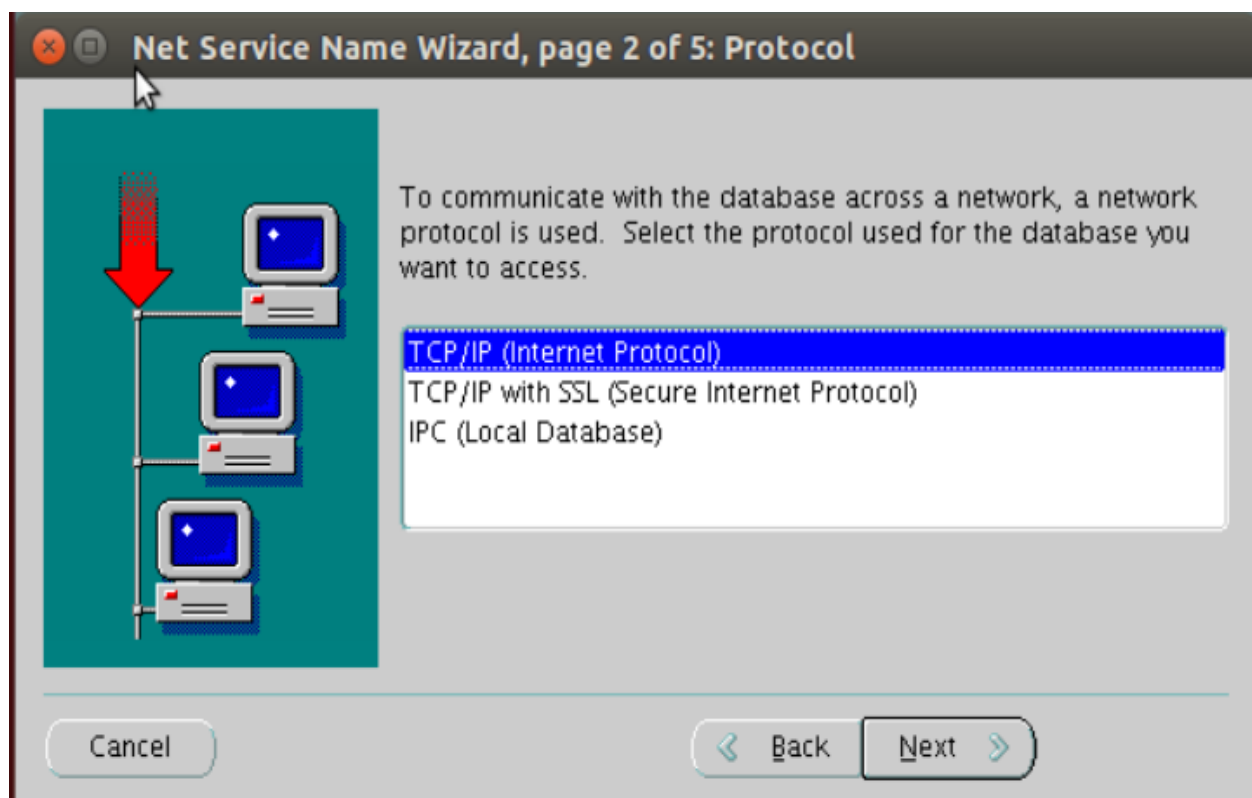 Net Service Name Wizard, page 2 of 5: Protocol
To communicate with the database across a network, a network
protocol is used.  Select the protocol used for the database you
want to access.
TCP/IP (Internet Protocol)
TCP/IP with SSL (Secure Internet Protocol)
IPC (Local Database)
Cancel
Back
Next